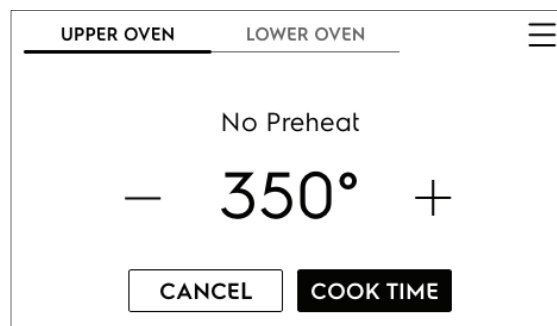 UPPER OVEN LOWER OVEN
No Preheat
350°
CANCEL COOK TIME